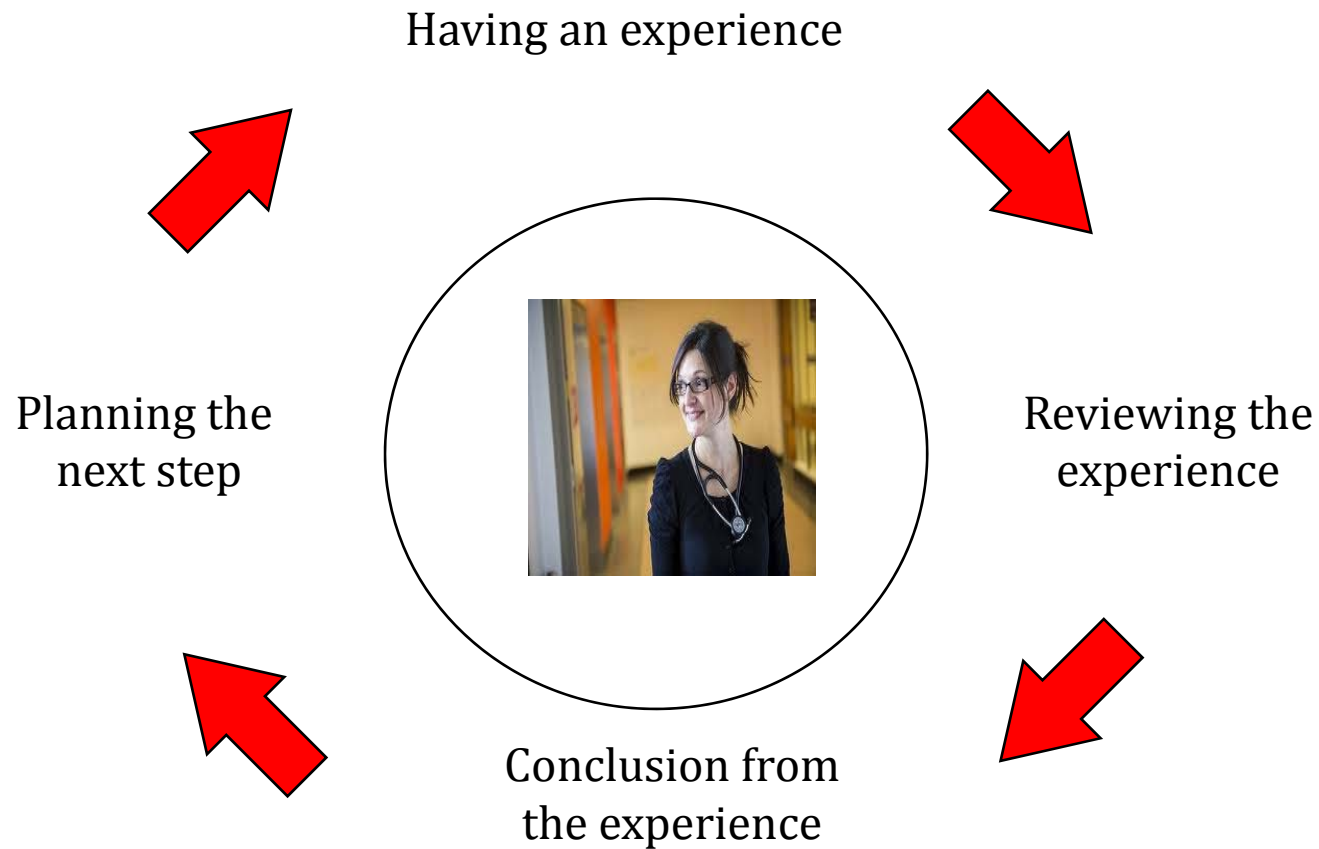 Having an experience
Planning the
next step
Reviewing the
experience
Conclusion from
the experience